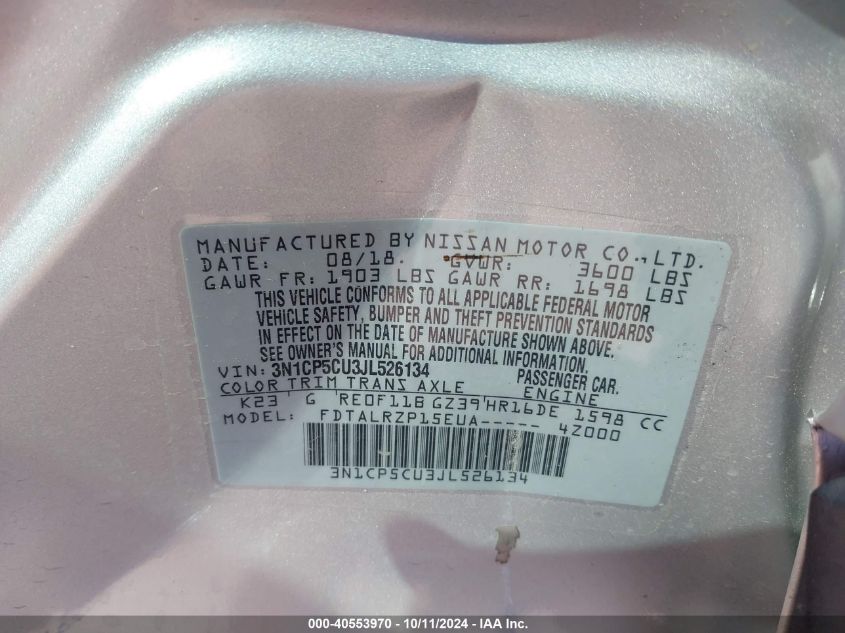 MANUFACTURED BY NISSAN MOTOR CO., LTD.
DATE: 08/18. GVWR: 3600 LBS
GAWR FR: 1903 LBS GAWR RR: 1698 LBS
THIS VEHICLE CONFORMS TO ALL APPLICABLE FEDERAL MOTOR
VEHICLE SAFETY, BUMPER AND THEFT PREVENTION STANDARDS
IN EFFECT ON THE DATE OF MANUFACTURE SHOWN ABOVE.
SEE OWNER'S MANUAL FOR ADDITIONAL INFORMATION.
VIN: 3N1CP5CU3JL526134 PASSENGER CAR.
COLOR TRIM TRANS AXLE ENGINE
K23 G RE0F11B GZ39 HR16DE 1598 CC
MODEL: FDTALRZP15EUA----- 4Z000
3N1CP5CU3JL526134
000-40553970 - 10/11/2024 - IAA Inc.